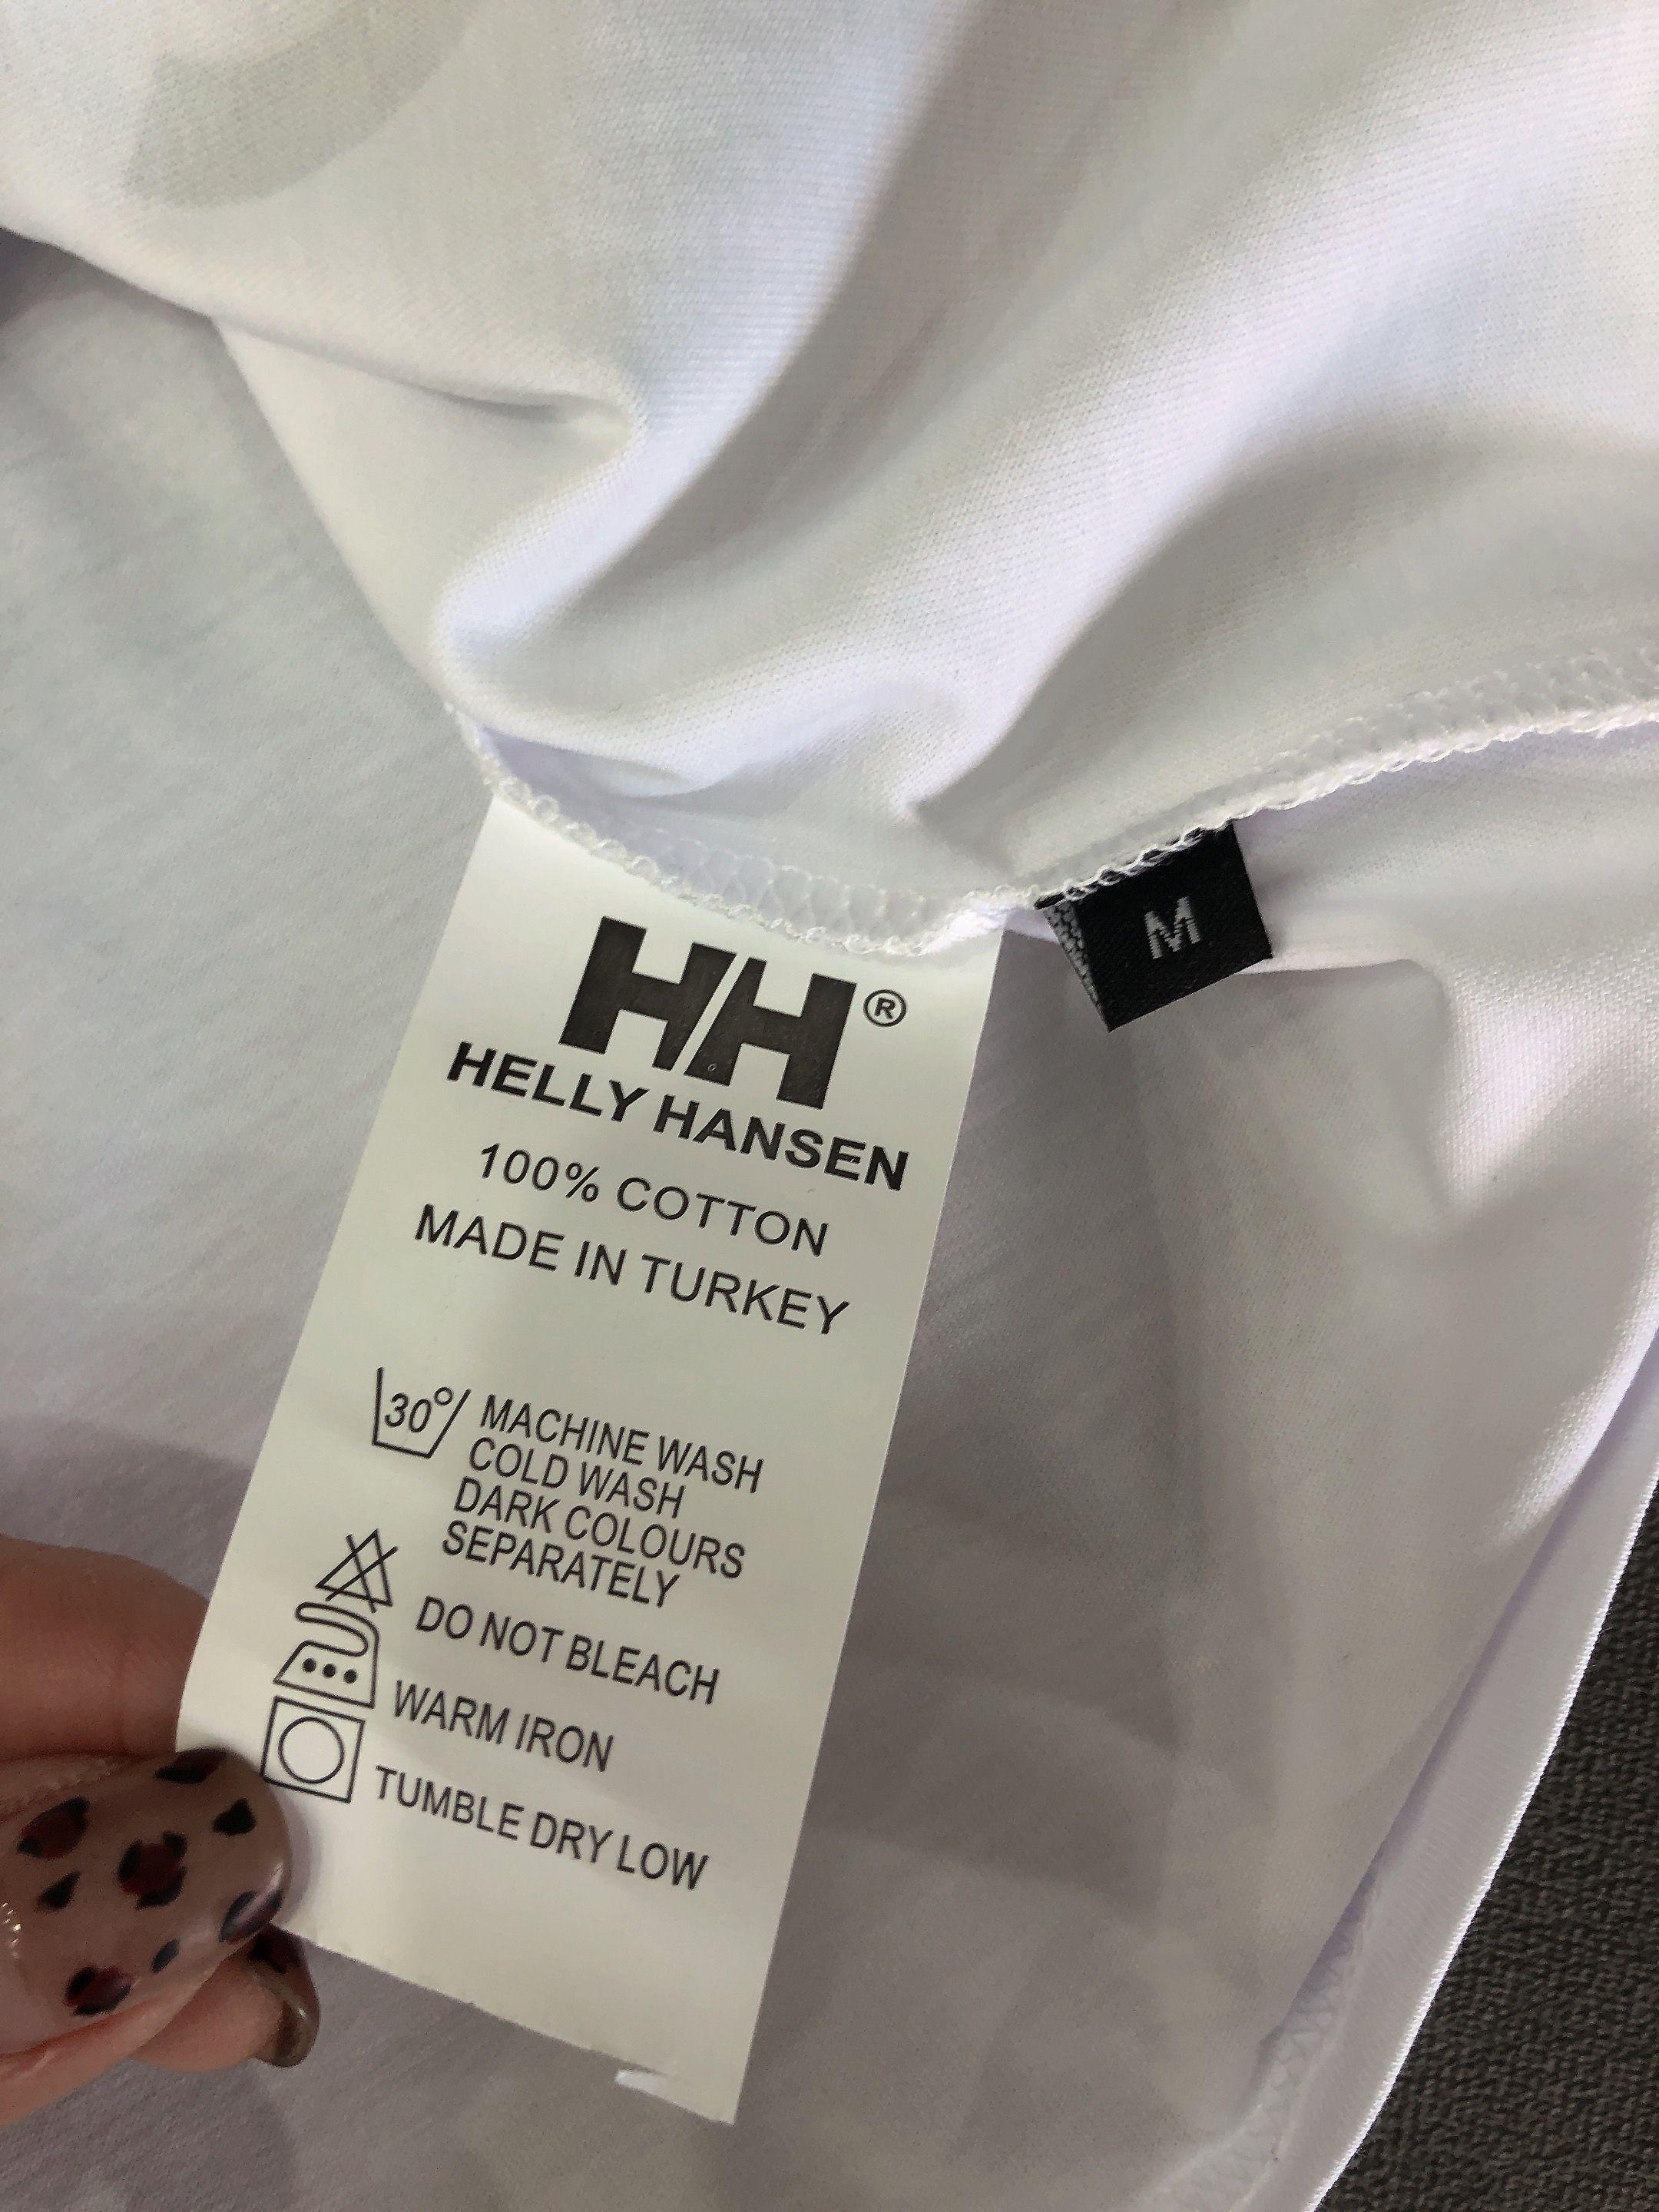 HH®
HELLY HANSEN
100% COTTON
MADE IN TURKEY
30° MACHINE WASH
COLD WASH
DARK COLOURS
SEPARATELY
DO NOT BLEACH
WARM IRON
TUMBLE DRY LOW
M